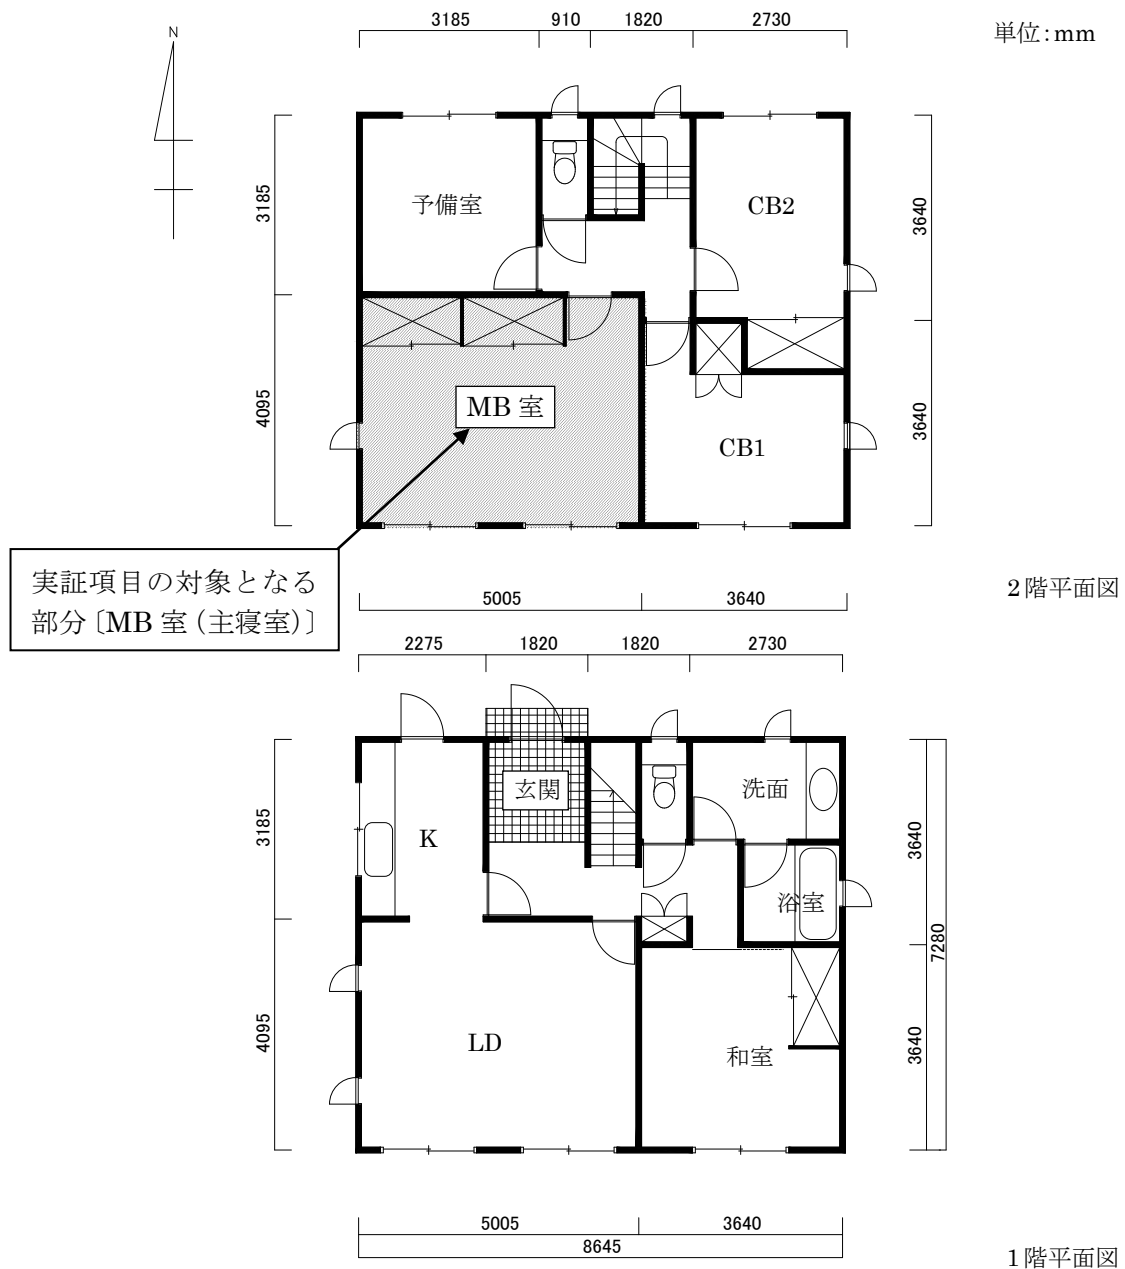 3185 910 1820 2730
単位:mm
N
3185
予備室
CB2
3640
4095
MB 室
CB1
3640
実証項目の対象となる
部分〔MB 室(主寝室)〕
2階平面図
5005 3640
2275 1820 1820 2730
3185
玄関
洗面
K
3640
浴室
7280
4095
LD
和室
3640
5005 3640
8645
1階平面図